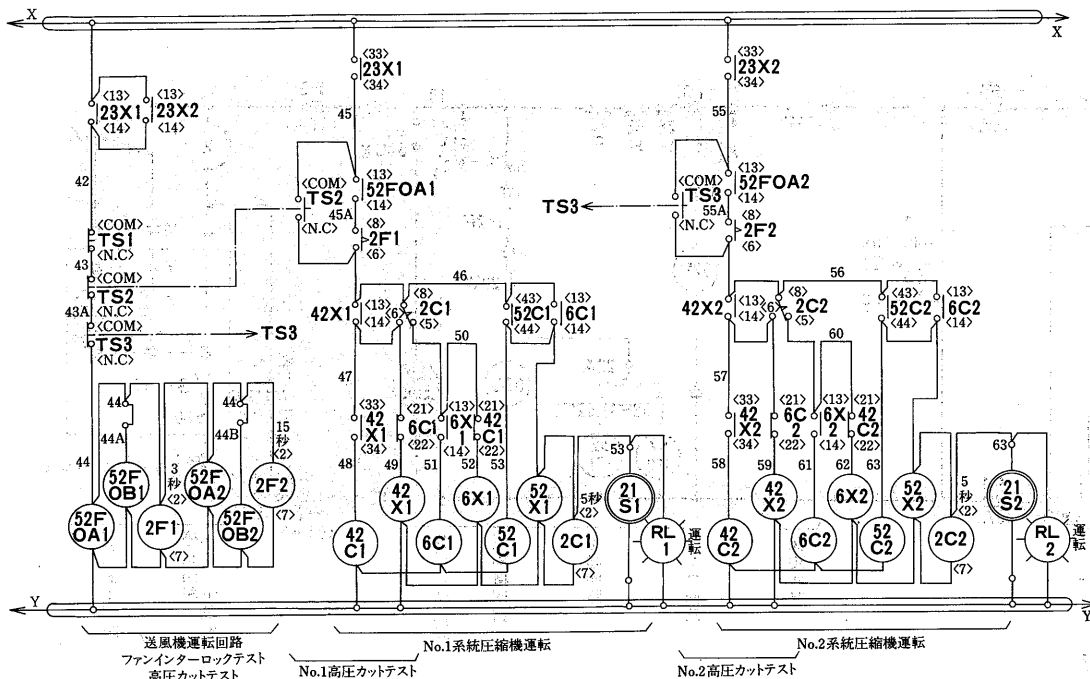 X
X
<13>
23X1
<14>
<13>
23X2
<14>
42
<COM>
TS1
<N.C>
43
<COM>
TS2
<N.C>
43A
<COM>
TS3
<N.C>
TS3
44
44
44A
44
44B
15
秒
<2>
3
秒
<2>
52F
OA1
52F
OB1
2F1
<7>
52F
OA2
52F
OB2
2F2
<7>
<33>
23X1
<34>
45
<COM>
TS2
<N.C>
<13>
52FOA1
<14>
45A
<8>
2F1
<6>
46
42X1
<13>
<14>
<8>
6
2C1
<5>
<43>
52C1
<44>
<13>
6C1
<14>
50
47
<33>
42
X1
<34>
<21>
6C1
<22>
<13>
6X
1
<14>
<21>
42
C1
<22>
48
49
51
52
53
53
42
C1
42
X1
6C1
6X1
52
C1
52
X1
5秒
<2>
2C1
<7>
21
S1
RL
1
運転
<33>
23X2
<34>
55
TS3
<COM>
TS3
<N.C>
<13>
52FOA2
<14>
55A
<8>
2F2
<6>
56
42X2
<13>
<14>
<8>
6
2C2
<5>
<43>
52C2
<44>
<13>
6C2
<14>
60
57
<33>
42
X2
<34>
<21>
6C
2
<22>
<13>
6X
2
<14>
<21>
42
C2
<22>
58
59
61
62
63
63
42
C2
42
X2
6C2
6X2
52
C2
52
X2
5
秒
<2>
2C2
<7>
21
S2
RL
2
運転
Y
Y
送風機運転回路
ファンインターロックテスト
高圧カットテスト
No.1系統圧縮機運転
No.1高圧カットテスト
No.2系統圧縮機運転
No.2高圧カットテスト